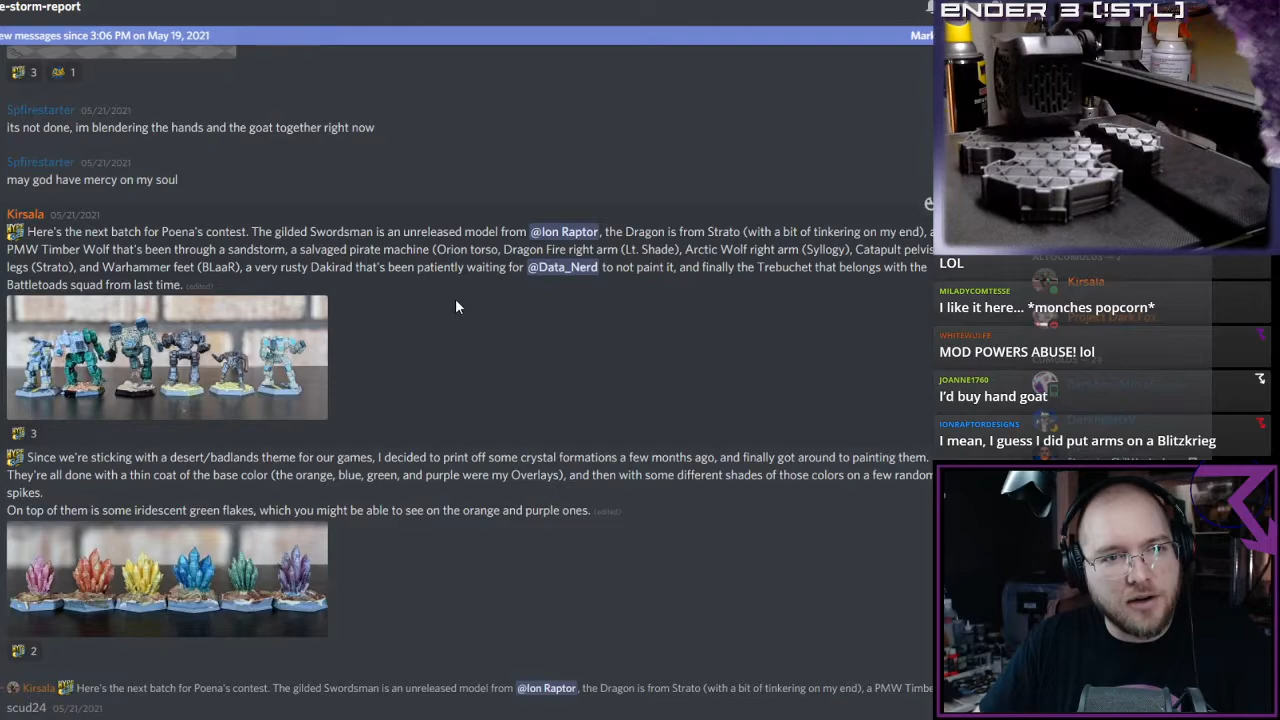 e-storm-report
ew messages since 3:06 PM on May 19, 2021
Mark
3
1
Spfirestarter 05/21/2021
its not done, im blendering the hands and the goat together right now
Spfirestarter 05/21/2021
may god have mercy on my soul
Kirsala 05/21/2021
Here's the next batch for Poena's contest. The gilded Swordsman is an unreleased model from @Ion Raptor, the Dragon is from Strato (with a bit of tinkering on my end), a
PMW Timber Wolf that's been through a sandstorm, a salvaged pirate machine (Orion torso, Dragon Fire right arm (Lt. Shade), Arctic Wolf right arm (Syllogy), Catapult pelvis
legs (Strato), and Warhammer feet (BLaaR), a very rusty Dakirad that's been patiently waiting for @Data_Nerd to not paint it, and finally the Trebuchet that belongs with the
Battletoads squad from last time. (edited)
3
Since we're sticking with a desert/badlands theme for our games, I decided to print off some crystal formations a few months ago, and finally got around to painting them.
They're all done with a thin coat of the base color (the orange, blue, green, and purple were my Overlays), and then with some different shades of those colors on a few random
spikes.
On top of them is some iridescent green flakes, which you might be able to see on the orange and purple ones. (edited)
2
Kirsala Here's the next batch for Poena's contest. The gilded Swordsman is an unreleased model from @Ion Raptor, the Dragon is from Strato (with a bit of tinkering on my end), a PMW Timbe
scud24 05/21/2021
ENDER 3 [!STL]
LOL
Kirsala
MILADYCOMTESSE
I like it here... *monches popcorn*
WHITEWULFE
MOD POWERS ABUSE! lol
JOANNE1760
I'd buy hand goat
IONRAPTORDESIGNS
I mean, I guess I did put arms on a Blitzkrieg